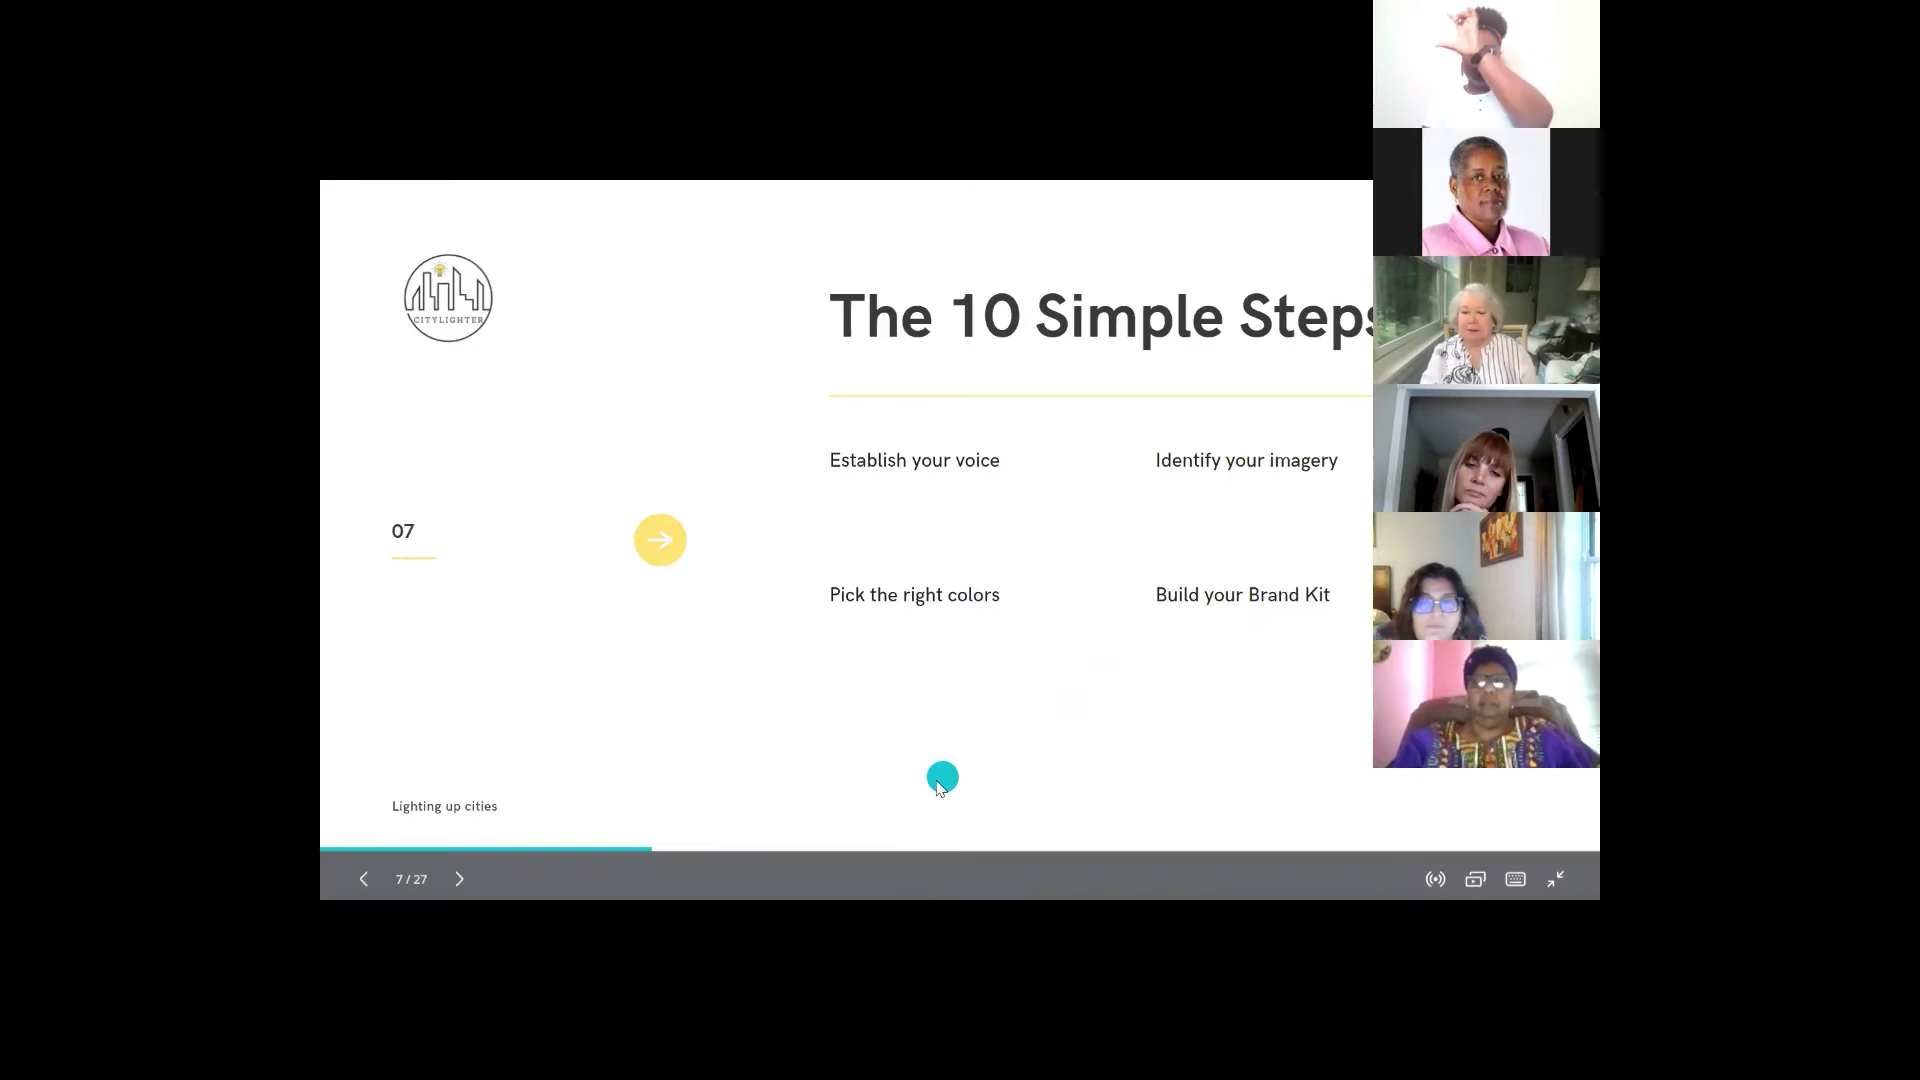 CITYLIGHTER
The 10 Simple Steps
Establish your voice
Identify your imagery
07
Pick the right colors
Build your Brand Kit
Lighting up cities
7 / 27